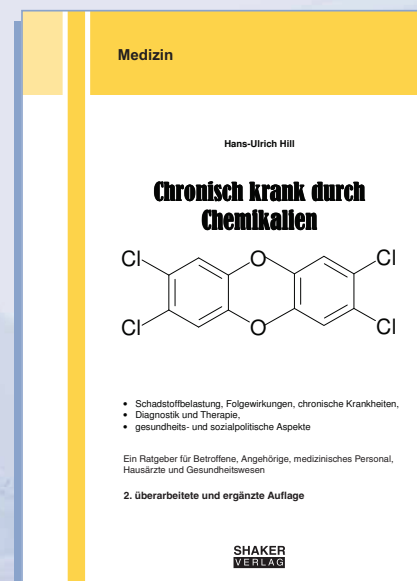 Medizin
Hans-Ulrich Hill
Chronisch krank durch
Chemikalien
Cl O Cl
Cl O Cl
• Schadstoffbelastung, Folgewirkungen, chronische Krankheiten,
• Diagnostik und Therapie,
• gesundheits- und sozialpolitische Aspekte
Ein Ratgeber für Betroffene, Angehörige, medizinisches Personal,
Hausärzte und Gesundheitswesen
2. überarbeitete und ergänzte Auflage
SHAKER
VERLAG